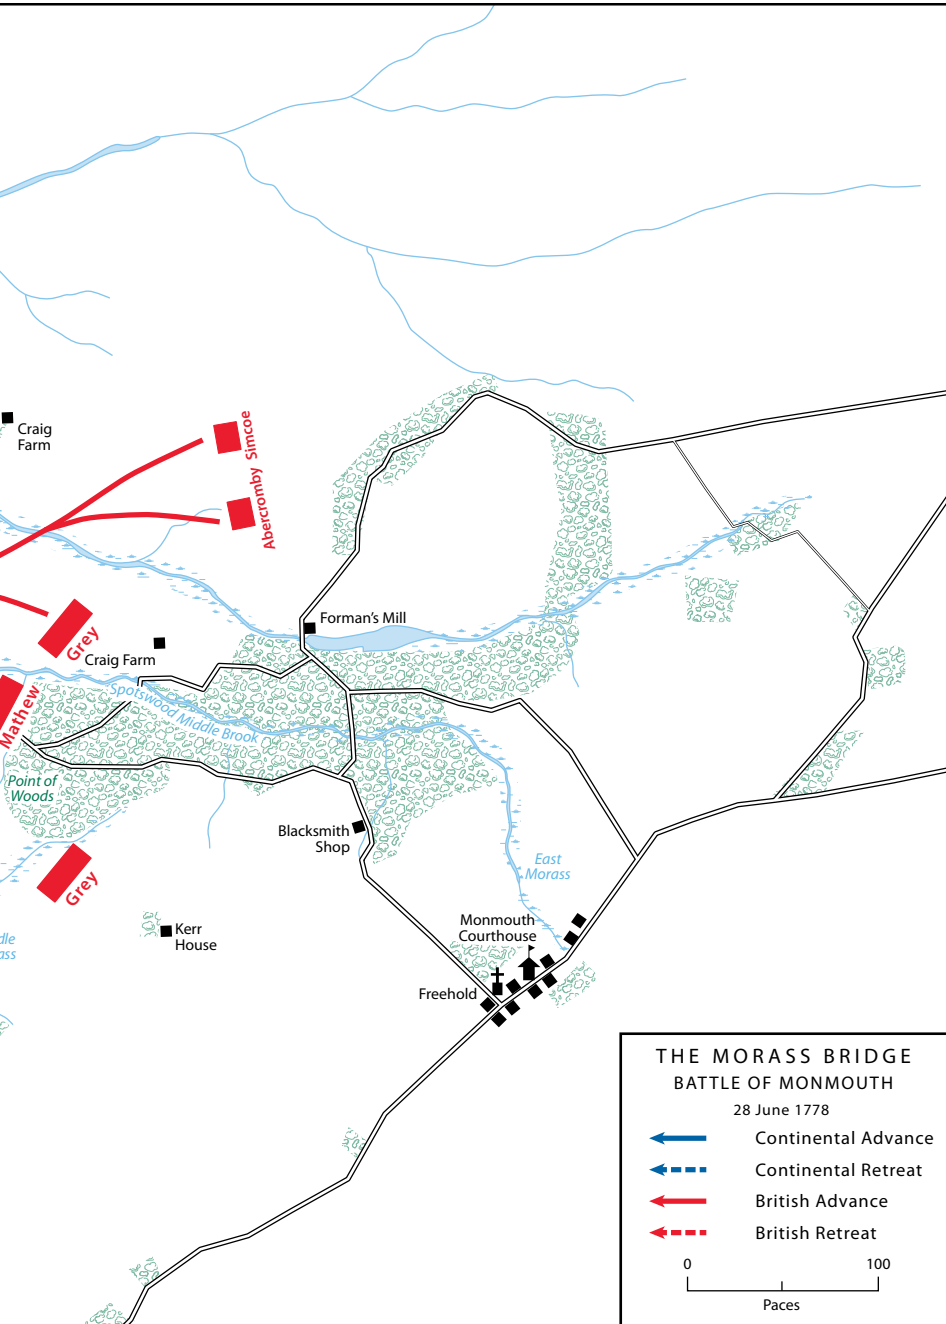 Craig
Farm
Simcoe
Abercromby
Forman's Mill
Grey
Craig Farm
Mathew
Spotswood Middle Brook
Point of
Woods
Blacksmith
Shop
East
Morass
Grey
Monmouth
Courthouse
Kerr
House
dle
ass
Freehold
THE MORASS BRIDGE
BATTLE OF MONMOUTH
28 June 1778
Continental Advance
Continental Retreat
British Advance
British Retreat
0 100
Paces